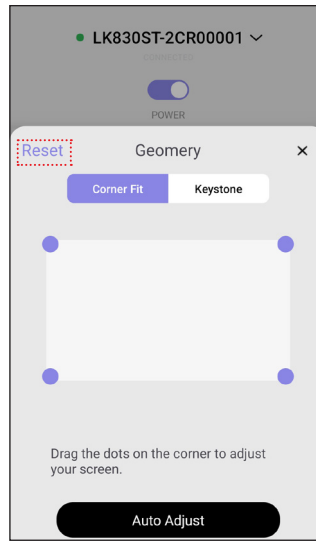 LK830ST-2CR00001
CONNECTED
POWER
Reset
Geomery
×
Corner Fit
Keystone
Drag the dots on the corner to adjust
your screen.
Auto Adjust